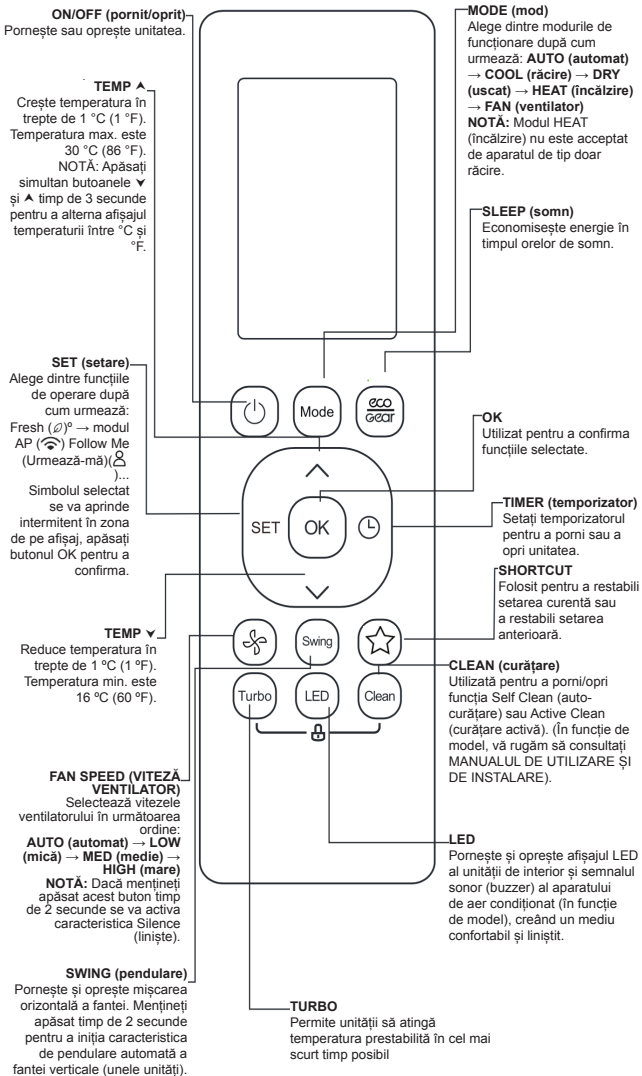 ON/OFF (pornit/oprit)
Pornește sau oprește unitatea.
TEMP
Crește temperatura în
trepte de 1 °C (1 °F).
Temperatura max. este
30 °C (86 °F).
NOTĂ: Apăsați
simultan butoanele
și timp de 3 secunde
pentru a alterna afișajul
temperaturii între °C și
°F.
SET (setare)
Alege dintre funcțiile
de operare după
cum urmează:
Fresh ( )º → modul
AP ( ) Follow Me
(Urmează-mă)(
)...
Simbolul selectat
se va aprinde
intermitent în zona
de pe afișaj, apăsați
butonul OK pentru a
confirma.
TEMP
Reduce temperatura în
trepte de 1 ºC (1 ºF).
Temperatura min. este
16 ºC (60 ºF).
FAN SPEED (VITEZĂ
VENTILATOR)
Selectează vitezele
ventilatorului în următoarea
ordine:
AUTO (automat) → LOW
(mică) → MED (medie) →
HIGH (mare)
NOTĂ: Dacă mențineți
apăsat acest buton timp
de 2 secunde se va activa
caracteristica Silence
(liniște).
SWING (pendulare)
Pornește și oprește mișcarea
orizontală a fantei. Mențineți
apăsat timp de 2 secunde
pentru a iniția caracteristica
de pendulare automată a
fantei verticale (unele unități).
Mode
eco
Gear
SET
OK
Swing
Turbo
LED
Clean
MODE (mod)
Alege dintre modurile de
funcționare după cum
urmează: AUTO (automat)
→ COOL (răcire) → DRY
(uscat) → HEAT (încălzire)
→ FAN (ventilator)
NOTĂ: Modul HEAT
(încălzire) nu este acceptat
de aparatul de tip doar
răcire.
SLEEP (somn)
Economisește energie în
timpul orelor de somn.
OK
Utilizat pentru a confirma
funcțiile selectate.
TIMER (temporizator)
Setați temporizatorul
pentru a porni sau a
opri unitatea.
SHORTCUT
Folosit pentru a restabili
setarea curentă sau
a restabili setarea
anterioară.
CLEAN (curățare)
Utilizată pentru a porni/opri
funcția Self Clean (auto-
curățare) sau Active Clean
(curățare activă). (În funcție de
model, vă rugăm să consultați
MANUALUL DE UTILIZARE ȘI
DE INSTALARE).
LED
Pornește și oprește afișajul LED
al unității de interior și semnalul
sonor (buzzer) al aparatului
de aer condiționat (în funcție
de model), creând un mediu
confortabil și liniștit.
TURBO
Permite unității să atingă
temperatura prestabilită în cel mai
scurt timp posibil